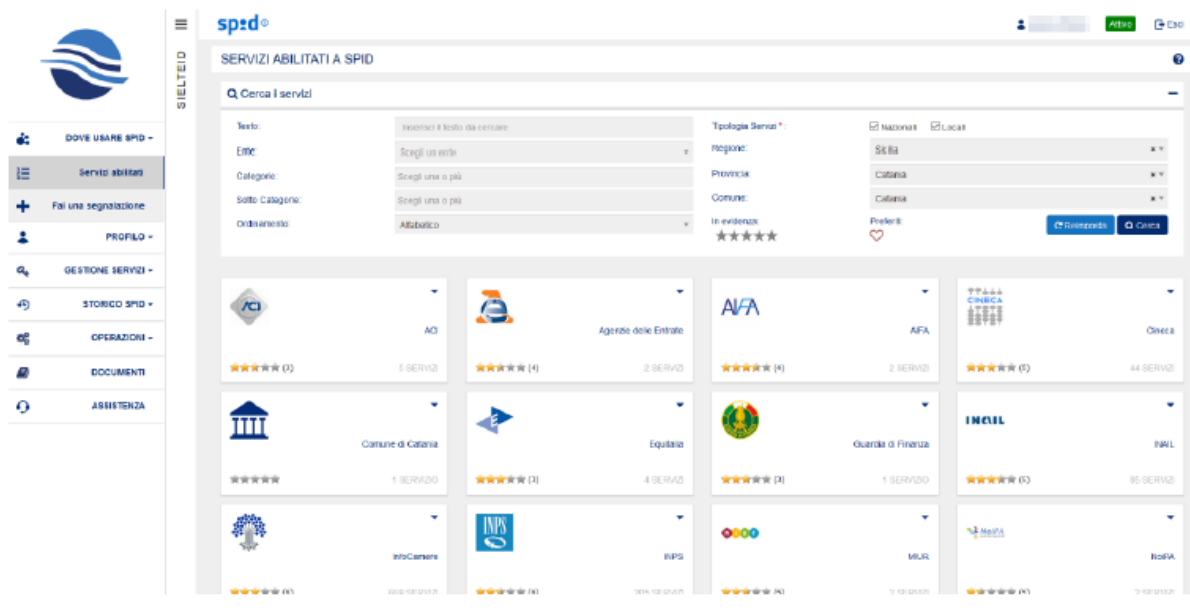 sp:d
Attivo
Esci
SIELTEID
SERVIZI ABILITATI A SPID
Cerca i servizi
Testo:
Inserisci il testo da cercare
Tipologia Servizi * :
Nazionali
Locali
Ente:
Scegli un ente
Regione:
Sicilia
Categorie:
Scegli una o più
Provincia:
Catania
Sotto Categorie:
Scegli una o più
Comune:
Catania
Ordinamento:
Alfabetico
In evidenza:
Preferiti:
Reimposta
Cerca
DOVE USARE SPID
Servizi abilitati
Fai una segnalazione
PROFILO
GESTIONE SERVIZI
STORICO SPID
OPERAZIONI
DOCUMENTI
ASSISTENZA
ACI
ACI
(3)
5 SERVIZI
Agenzie delle Entrate
(4)
2 SERVIZI
AIFA
AIFA
(4)
2 SERVIZI
CINECA
Cineca
(5)
44 SERVIZI
Comune di Catania
1 SERVIZIO
E
Equitalia
(3)
4 SERVIZI
Guardia di Finanza
(3)
1 SERVIZIO
INAIL
INAIL
(5)
95 SERVIZI
InfoCamere
INPS
INPS
MIUR
MIUR
NoiPA
NoiPA